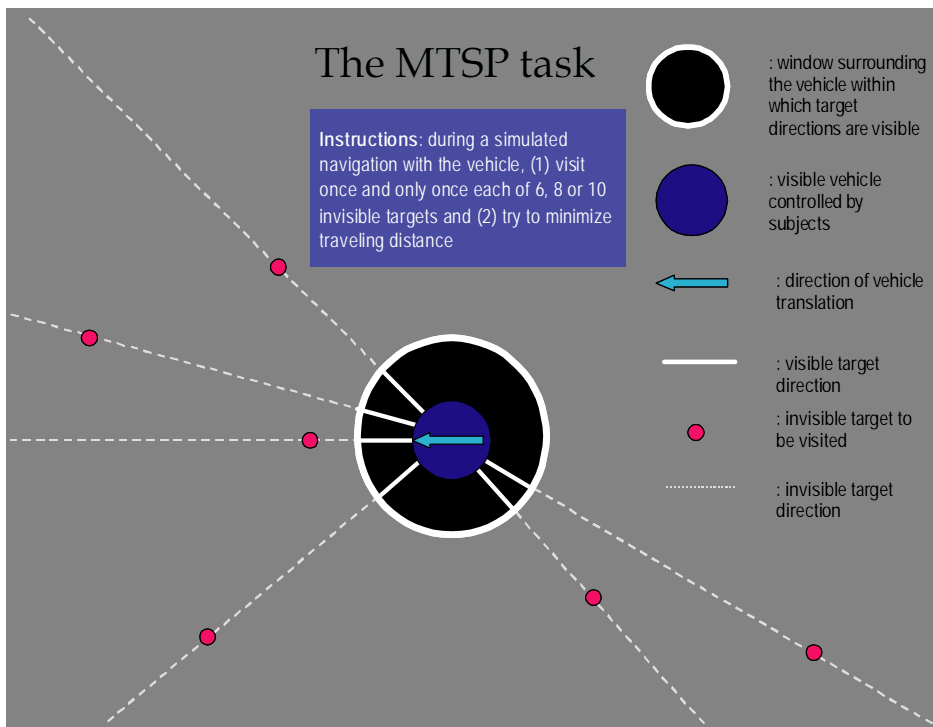 The MTSP task
Instructions: during a simulated
navigation with the vehicle, (1) visit
once and only once each of 6, 8 or 10
invisible targets and (2) try to minimize
traveling distance
: window surrounding
the vehicle within
which target
directions are visible
: visible vehicle
controlled by
subjects
: direction of vehicle
translation
: visible target
direction
: invisible target to
be visited
: invisible target
direction